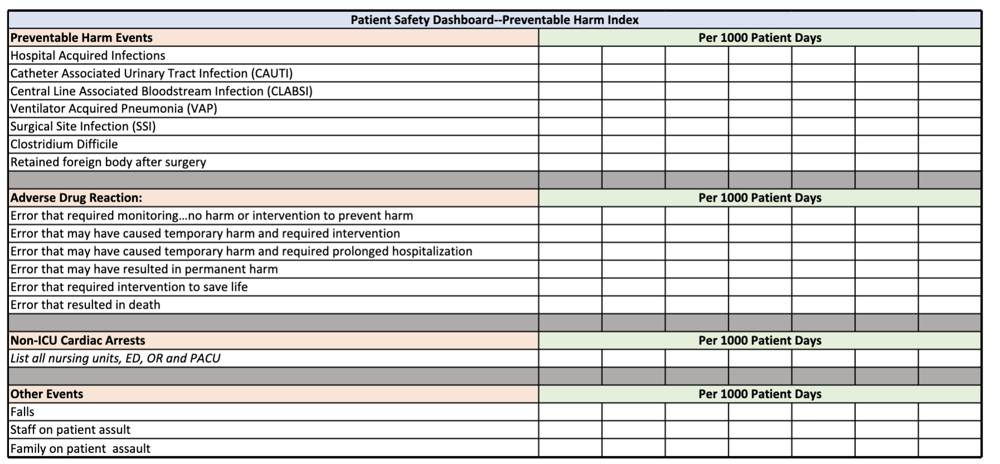 Patient Safety Dashboard--Preventable Harm Index
Preventable Harm Events Per 1000 Patient Days
Hospital Acquired Infections
Catheter Associated Urinary Tract Infection (CAUTI)
Central Line Associated Bloodstream Infection (CLABSI)
Ventilator Acquired Pneumonia (VAP)
Surgical Site Infection (SSI)
Clostridium Difficile
Retained foreign body after surgery
Adverse Drug Reaction: Per 1000 Patient Days
Error that required monitoring...no harm or intervention to prevent harm
Error that may have caused temporary harm and required intervention
Error that may have caused temporary harm and required prolonged hospitalization
Error that may have resulted in permanent harm
Error that required intervention to save life
Error that resulted in death
Non-ICU Cardiac Arrests Per 1000 Patient Days
List all nursing units, ED, OR and PACU
Other Events Per 1000 Patient Days
Falls
Staff on patient assult
Family on patient  assault